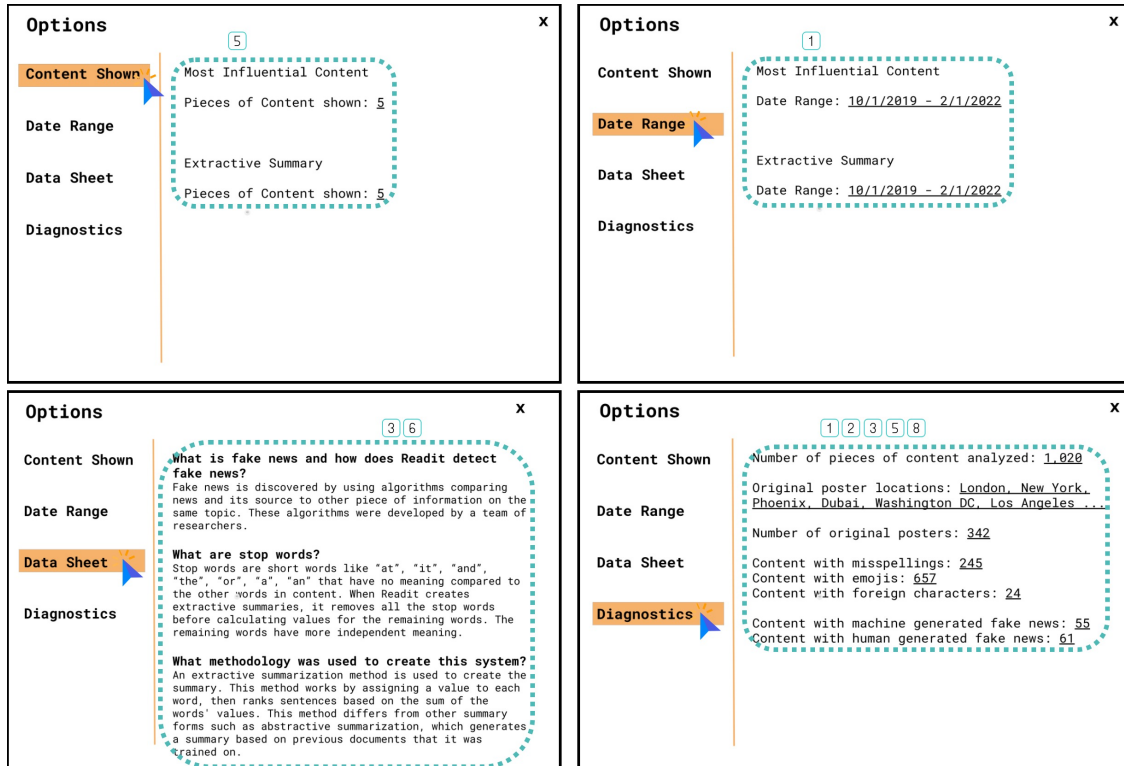 Options
x
5
Content Shown
Date Range
Data Sheet
Diagnostics
Most Influential Content
Pieces of Content shown: 5
Extractive Summary
Pieces of Content shown: 5
Options
x
1
Content Shown
Date Range
Data Sheet
Diagnostics
Most Influential Content
Date Range: 10/1/2019 - 2/1/2022
Extractive Summary
Date Range: 10/1/2019 - 2/1/2022
Options
x
3 6
Content Shown
Date Range
Data Sheet
Diagnostics
What is fake news and how does Readit detect
fake news?
Fake news is discovered by using algorithms comparing
news and its source to other piece of information on the
same topic. These algorithms were developed by a team of
researchers.
What are stop words?
Stop words are short words like "at", "it", "and",
"the", "or", "a", "an" that have no meaning compared to
the other words in content. When Readit creates
extractive summaries, it removes all the stop words
before calculating values for the remaining words. The
remaining words have more independent meaning.
What methodology was used to create this system?
An extractive summarization method is used to create the
summary. This method works by assigning a value to each
word, then ranks sentences based on the sum of the
words' values. This method differs from other summary
forms such as abstractive summarization, which generates
a summary based on previous documents that it was
trained on.
Options
x
1 2 3 5 8
Content Shown
Date Range
Data Sheet
Diagnostics
Number of pieces of content analyzed: 1,020
Original poster locations: London, New York,
Phoenix, Dubai, Washington DC, Los Angeles ...
Number of original posters: 342
Content with misspellings: 245
Content with emojis: 657
Content with foreign characters: 24
Content with machine generated fake news: 55
Content with human generated fake news: 61